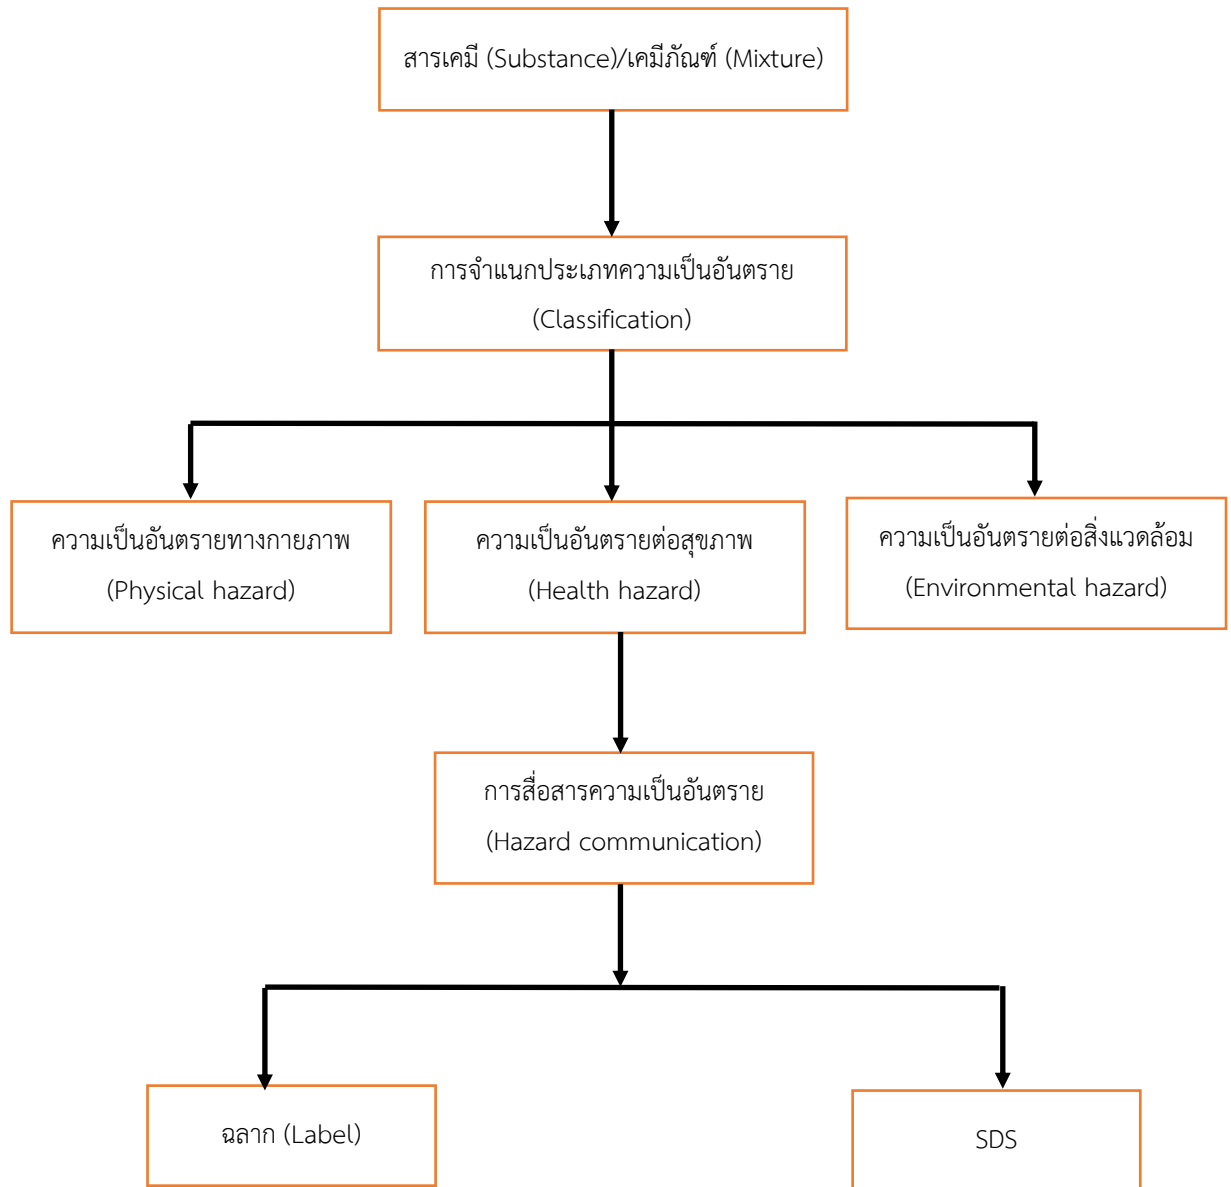 สารเคมี (Substance)/เคมีภัณฑ์ (Mixture)
การจำแนกประเภทความเป็นอันตราย
(Classification)
ความเป็นอันตรายทางกายภาพ
(Physical hazard)
ความเป็นอันตรายต่อสุขภาพ
(Health hazard)
ความเป็นอันตรายต่อสิ่งแวดล้อม
(Environmental hazard)
การสื่อสารความเป็นอันตราย
(Hazard communication)
ฉลาก (Label)
SDS